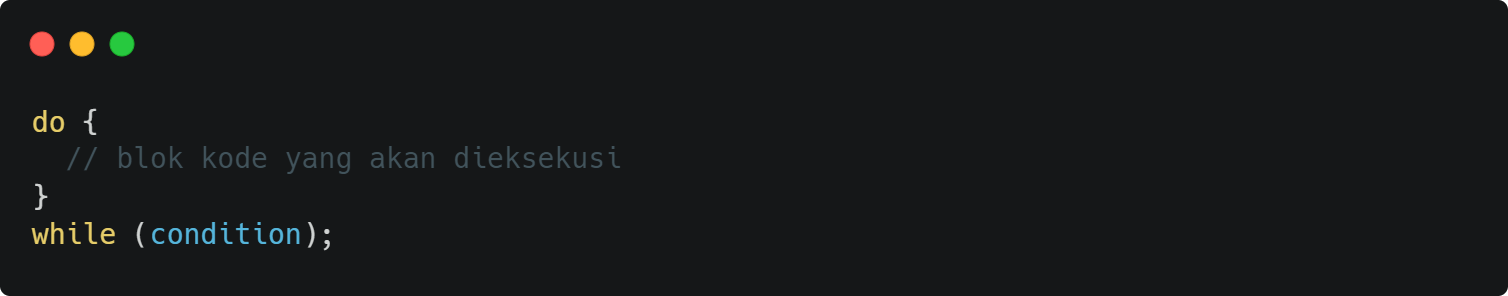 do {
  // blok kode yang akan dieksekusi
}
while (condition);